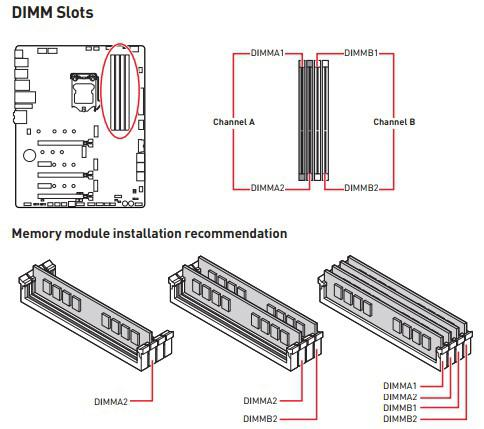 DIMM Slots
DIMMA1
DIMMB1
Channel A
Channel B
DIMMA2
DIMMB2
Memory module installation recommendation
DIMMA2
DIMMA2
DIMMB2
DIMMA1
DIMMA2
DIMMB1
DIMMB2